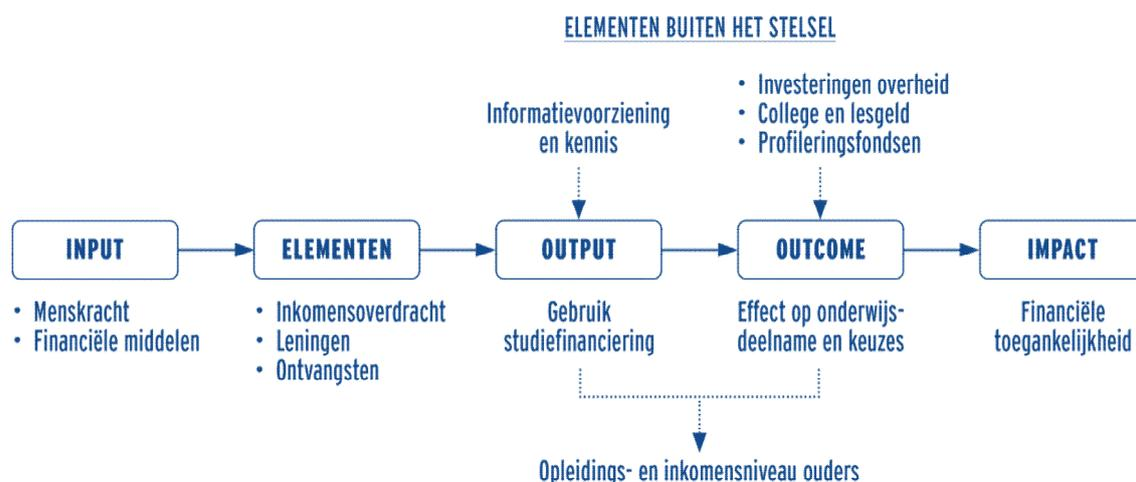 ELEMENTEN BUITEN HET STELSEL
Informatievoorziening
en kennis
• Investeringen overheid
• College en lesgeld
• Profileringsfondsen
INPUT
• Menskracht
• Financiële middelen
ELEMENTEN
• Inkomensoverdracht
• Leningen
• Ontvangsten
OUTPUT
Gebruik
studiefinanciering
OUTCOME
Effect op onderwijs-
deelname en keuzes
IMPACT
Financiële
toegankelijkheid
Opleidings- en inkomensniveau ouders